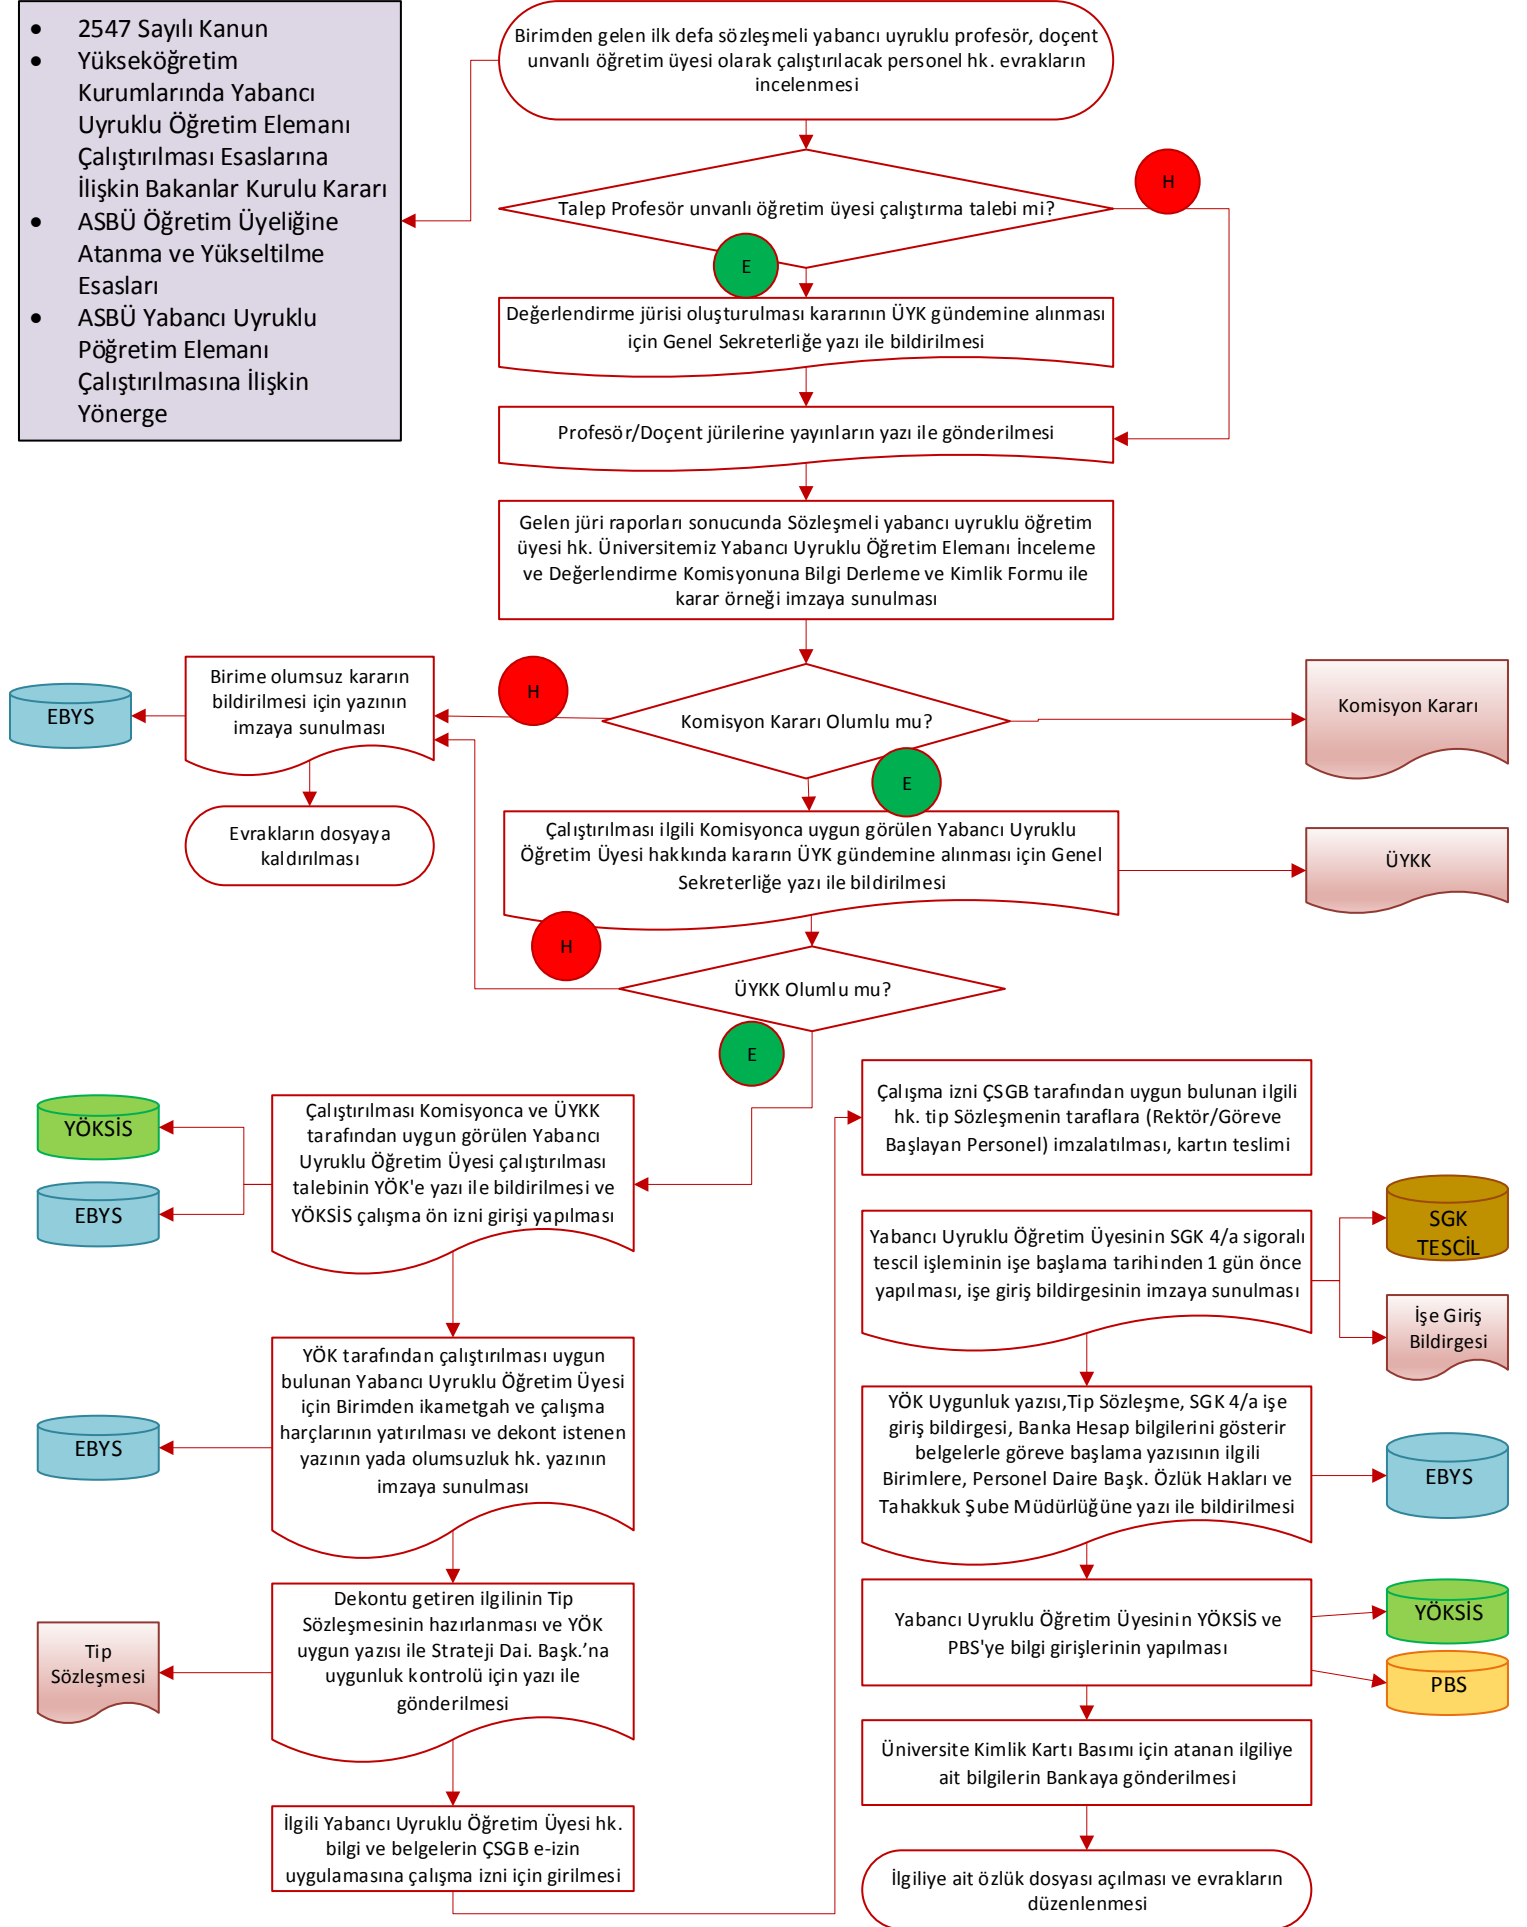 • 2547 Sayılı Kanun
• Yükseköğretim
Kurumlarında Yabancı
Uyruklu Öğretim Elemanı
Çalıştırılması Esaslarına
İlişkin Bakanlar Kurulu Kararı
• ASBÜ Öğretim Üyeliğine
Atanma ve Yükseltilme
Esasları
• ASBÜ Yabancı Uyruklu
Pöğretim Elemanı
Çalıştırılmasına İlişkin
Yönerge
Birimden gelen ilk defa sözleşmeli yabancı uyruklu profesör, doçent
unvanlı öğretim üyesi olarak çalıştırılacak personel hk. evrakların
incelenmesi
Talep Profesör unvanlı öğretim üyesi çalıştırma talebi mi?
H
E
Değerlendirme jürisi oluşturulması kararının ÜYK gündemine alınması
için Genel Sekreterliğe yazı ile bildirilmesi
Profesör/Doçent jürilerine yayınların yazı ile gönderilmesi
Gelen jüri raporları sonucunda Sözleşmeli yabancı uyruklu öğretim
üyesi hk. Üniversitemiz Yabancı Uyruklu Öğretim Elemanı İnceleme
ve Değerlendirme Komisyonuna Bilgi Derleme ve Kimlik Formu ile
karar örneği imzaya sunulması
Komisyon Kararı Olumlu mu?
H
E
Komisyon Kararı
Birime olumsuz kararın
bildirilmesi için yazının
imzaya sunulması
EBYS
Evrakların dosyaya
kaldırılması
Çalıştırılması ilgili Komisyonca uygun görülen Yabancı Uyruklu
Öğretim Üyesi hakkında kararın ÜYK gündemine alınması için Genel
Sekreterliğe yazı ile bildirilmesi
ÜYKK
H
ÜYKK Olumlu mu?
E
Çalıştırılması Komisyonca ve ÜYKK
tarafından uygun görülen Yabancı
Uyruklu Öğretim Üyesi çalıştırılması
talebinin YÖK'e yazı ile bildirilmesi ve
YÖKSİS çalışma ön izni girişi yapılması
YÖKSİS
EBYS
YÖK tarafından çalıştırılması uygun
bulunan Yabancı Uyruklu Öğretim Üyesi
için Birimden ikametgah ve çalışma
harçlarının yatırılması ve dekont istenen
yazının yada olumsuzluk hk. yazının
imzaya sunulması
EBYS
Dekontu getiren ilgilinin Tip
Sözleşmesinin hazırlanması ve YÖK
uygun yazısı ile Strateji Dai. Başk.’na
uygunluk kontrolü için yazı ile
gönderilmesi
Tip
Sözleşmesi
İlgili Yabancı Uyruklu Öğretim Üyesi hk.
bilgi ve belgelerin ÇSGB e-izin
uygulamasına çalışma izni için girilmesi
Çalışma izni ÇSGB tarafından uygun bulunan ilgili
hk. tip Sözleşmenin taraflara (Rektör/Göreve
Başlayan Personel) imzalatılması, kartın teslimi
Yabancı Uyruklu Öğretim Üyesinin SGK 4/a sigoralı
tescil işleminin işe başlama tarihinden 1 gün önce
yapılması, işe giriş bildirgesinin imzaya sunulması
SGK
TESCİL
İşe Giriş
Bildirgesi
YÖK Uygunluk yazısı,Tip Sözleşme, SGK 4/a işe
giriş bildirgesi, Banka Hesap bilgilerini gösterir
belgelerle göreve başlama yazısının ilgili
Birimlere, Personel Daire Başk. Özlük Hakları ve
Tahakkuk Şube Müdürlüğüne yazı ile bildirilmesi
EBYS
Yabancı Uyruklu Öğretim Üyesinin YÖKSİS ve
PBS'ye bilgi girişlerinin yapılması
YÖKSİS
PBS
Üniversite Kimlik Kartı Basımı için atanan ilgiliye
ait bilgilerin Bankaya gönderilmesi
İlgiliye ait özlük dosyası açılması ve evrakların
düzenlenmesi